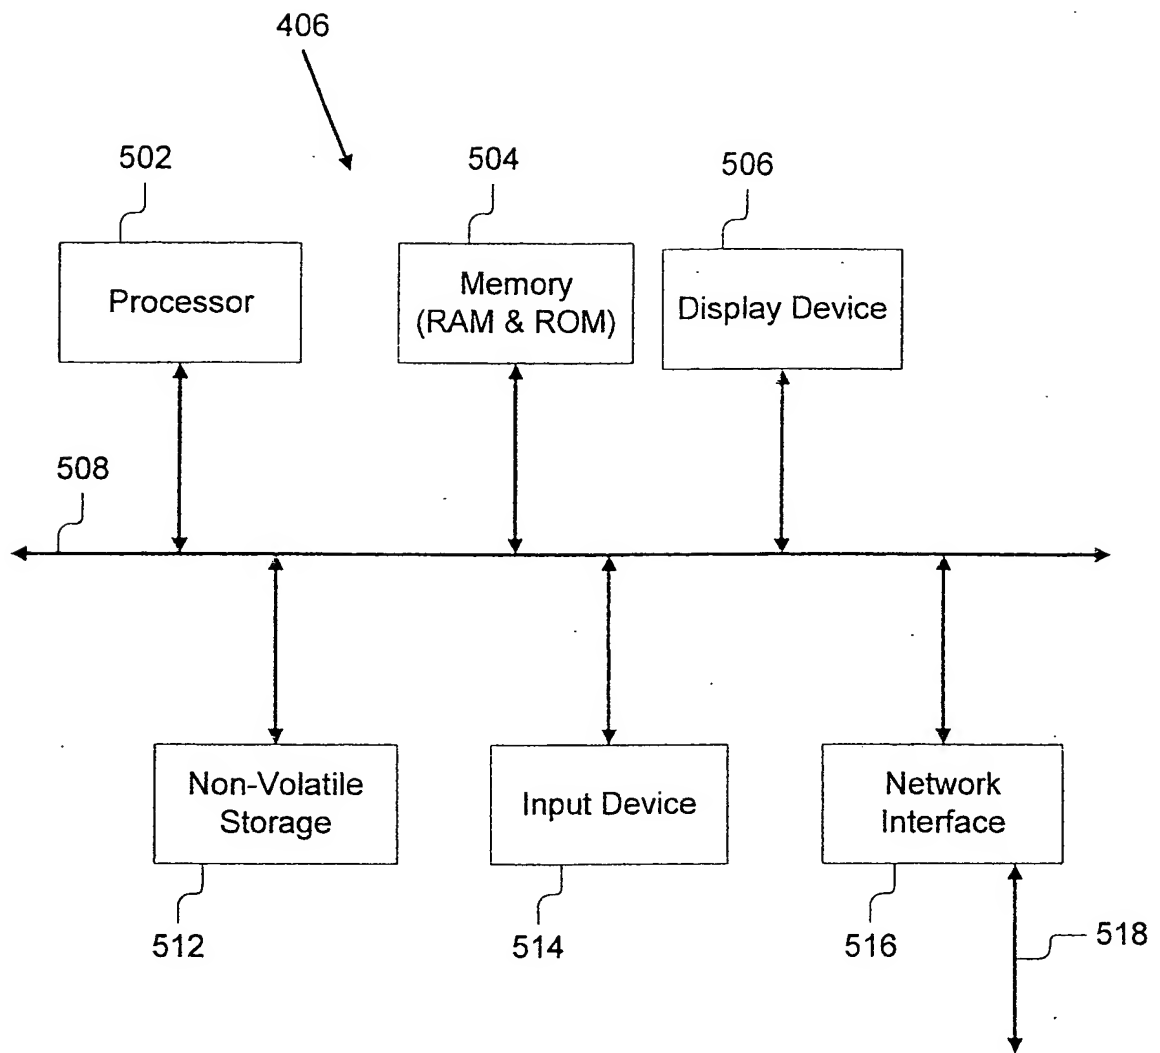 406
502
504
506
Processor
Memory
(RAM & ROM)
Display Device
508
Non-Volatile
Storage
Input Device
Network
Interface
512
514
516
518